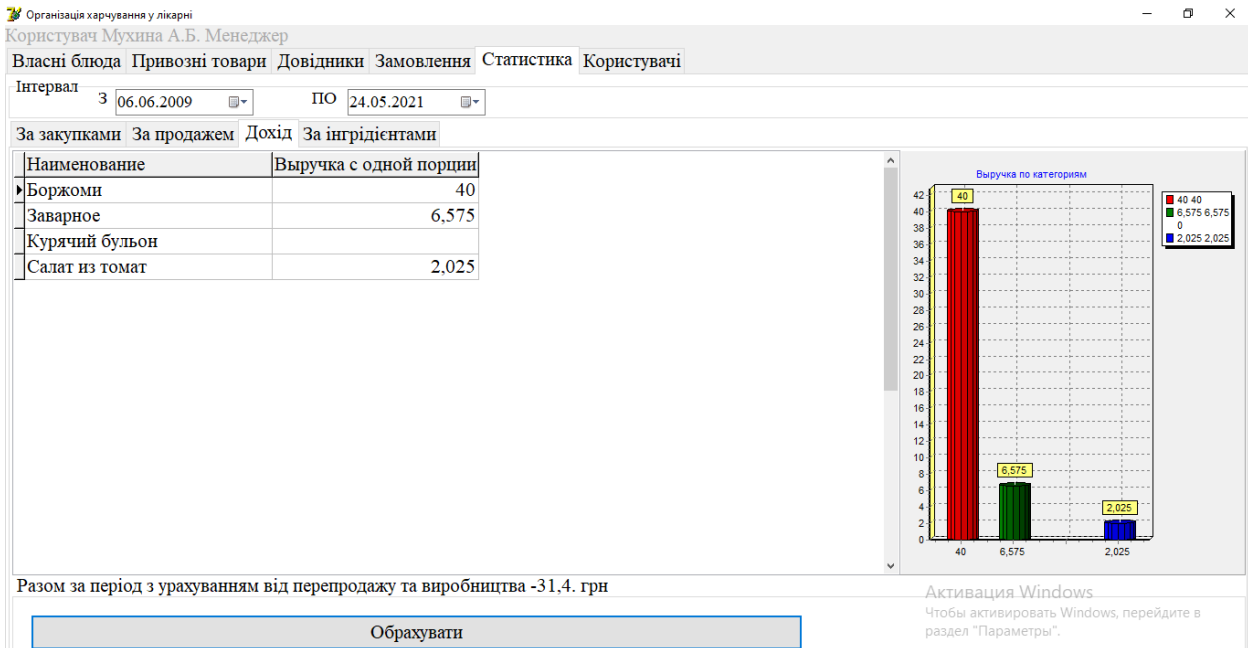 Організація харчування у лікарні
Користувач Мухина А.Б. Менеджер
Власні блюда Привозні товари Довідники Замовлення Статистика Користувачі
Інтервал
З 06.06.2009 ПО 24.05.2021
За закупками За продажем Дохід За інгрідієнтами
Наименование Выручка с одной порции
Боржоми 40
Заварное 6,575
Курячий бульон
Салат из томат 2,025
Выручка по категориям
42
40
38
36
34
32
30
28
26
24
22
20
18
16
14
12
10
8
6
4
2
0
40
6,575
2,025
40 6,575 2,025
40 40
6,575 6,575
0
2,025 2,025
Разом за період з урахуванням від перепродажу та виробництва -31,4. грн
Обрахувати
Активация Windows
Чтобы активировать Windows, перейдите в
раздел "Параметры".